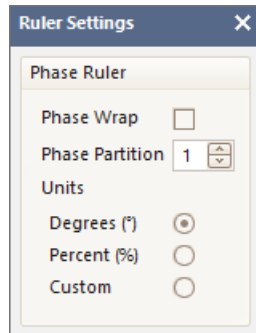 Ruler Settings
Phase Ruler
Phase Wrap
Phase Partition 1
Units
Degrees (°)
Percent (%)
Custom